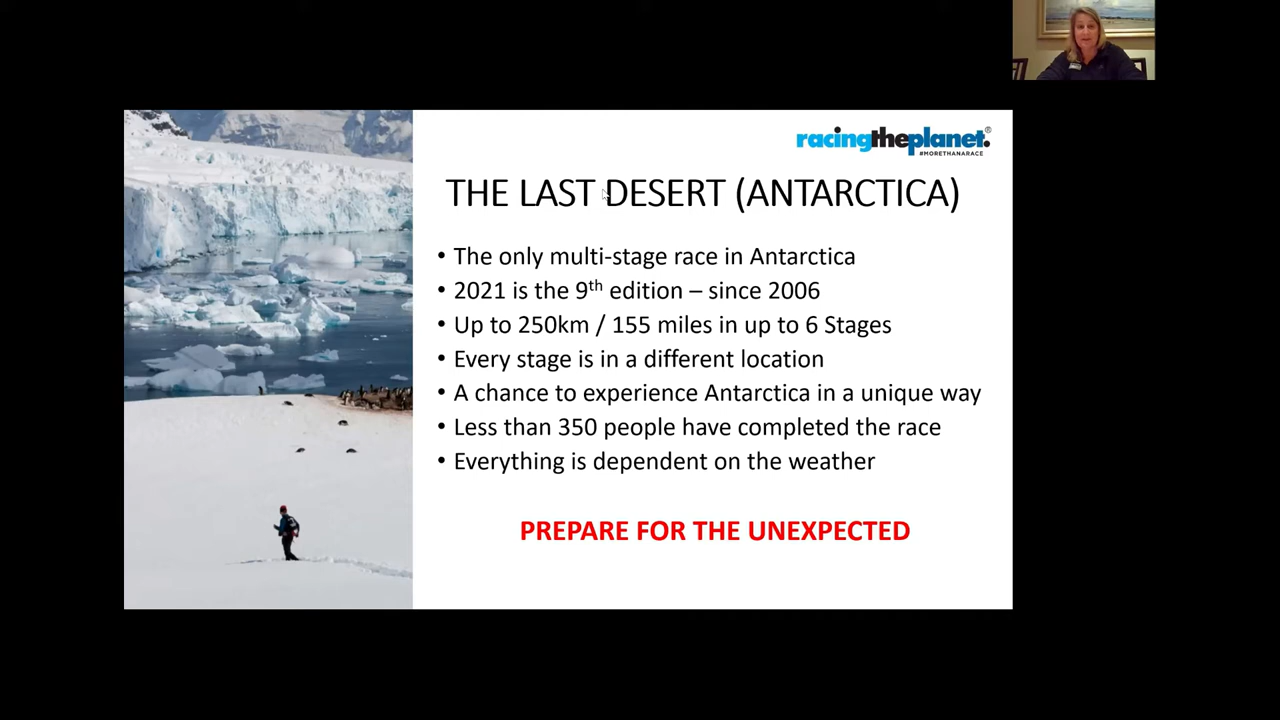 racingtheplanet.®
#MORETHANARACE
THE LAST DESERT (ANTARCTICA)
• The only multi-stage race in Antarctica
• 2021 is the 9th edition – since 2006
• Up to 250km / 155 miles in up to 6 Stages
• Every stage is in a different location
• A chance to experience Antarctica in a unique way
• Less than 350 people have completed the race
• Everything is dependent on the weather
PREPARE FOR THE UNEXPECTED